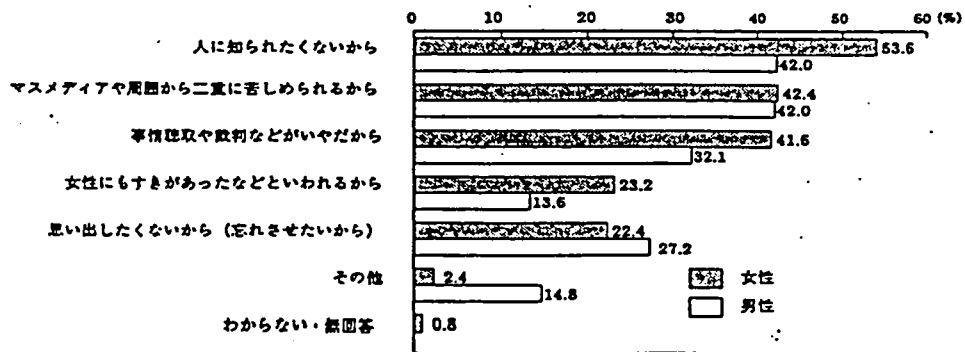 0 10 20 30 40 50 60 (%)
人に知られたくないから 53.6
42.0
マスメディアや周囲から二重に苦しめられるから 42.4
42.0
事情聴取や裁判などがいやだから 41.6
32.1
女性にもすきがあったなどといわれるから 23.2
13.6
思い出したくないから(忘れさせたいから) 22.4
27.2
その他 2.4
14.8
わからない・無回答 0.8
女性
男性